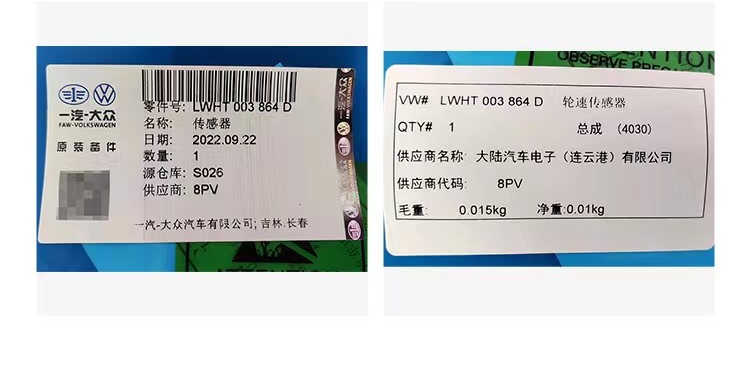 一汽-大众
FAW-VOLKSWAGEN
原装备件
零件号: LWHT 003 864 D
名称: 传感器
日期: 2022.09.22
数量: 1
源仓库: S026
供应商: 8PV
一汽-大众汽车有限公司; 吉林.长春
OBSERVE PRECAU
VW# LWHT 003 864 D 轮速传感器
QTY# 1 总成 (4030)
供应商名称: 大陆汽车电子（连云港）有限公司
供应商代码: 8PV
毛重: 0.015kg 净重:0.01kg